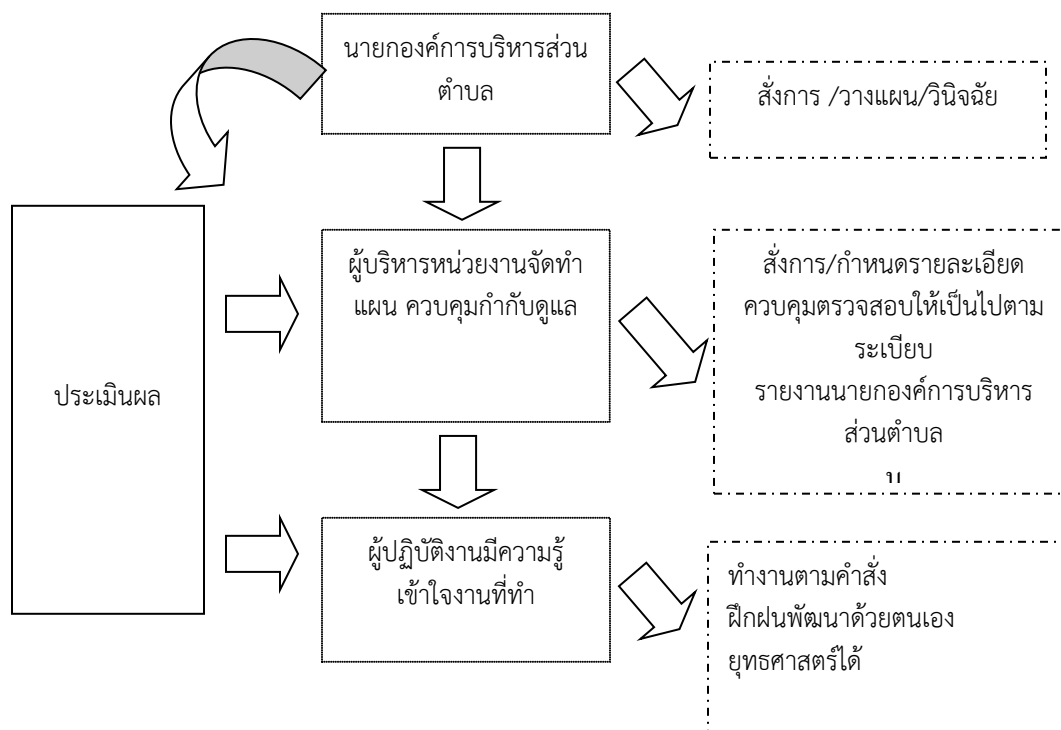 นายกองค์การบริหารส่วน
ตำบล
สั่งการ /วางแผน/วินิจฉัย
ผู้บริหารหน่วยงานจัดทำ
แผน ควบคุมกำกับดูแล
สั่งการ/กำหนดรายละเอียด
ควบคุมตรวจสอบให้เป็นไปตาม
ระเบียบ
รายงานนายกองค์การบริหาร
ส่วนตำบล
ประเมินผล
ผู้ปฏิบัติงานมีความรู้
เข้าใจงานที่ทำ
ทำงานตามคำสั่ง
ฝึกฝนพัฒนาด้วยตนเอง
ยุทธศาสตร์ได้